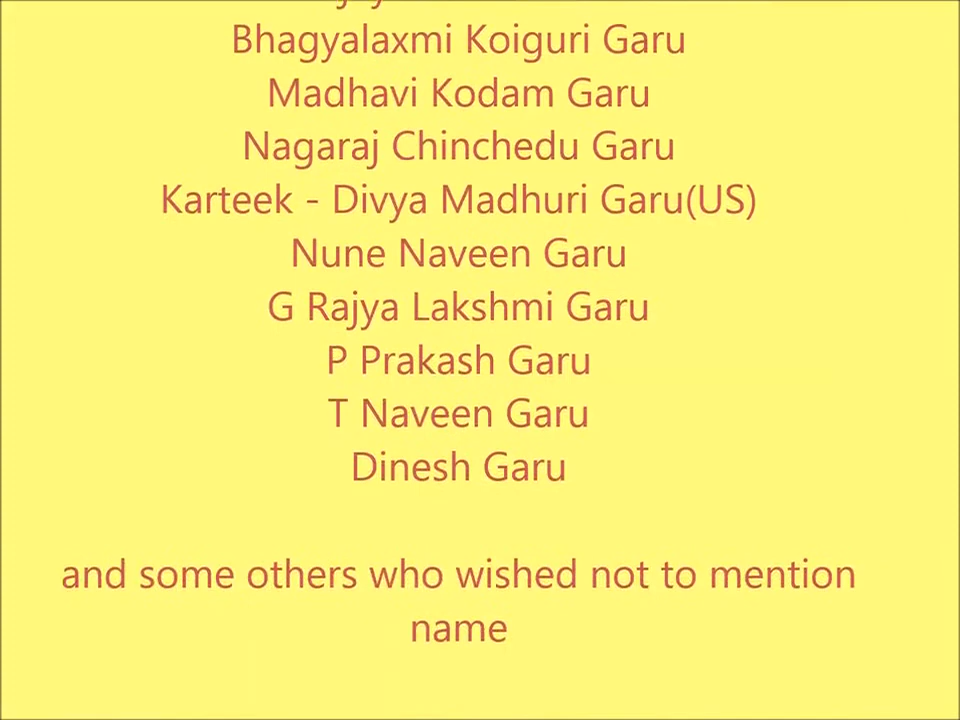 Bhagyalaxmi Koiguri Garu
Madhavi Kodam Garu
Nagaraj Chinchedu Garu
Karteek - Divya Madhuri Garu(US)
Nune Naveen Garu
G Rajya Lakshmi Garu
P Prakash Garu
T Naveen Garu
Dinesh Garu
and some others who wished not to mention
name